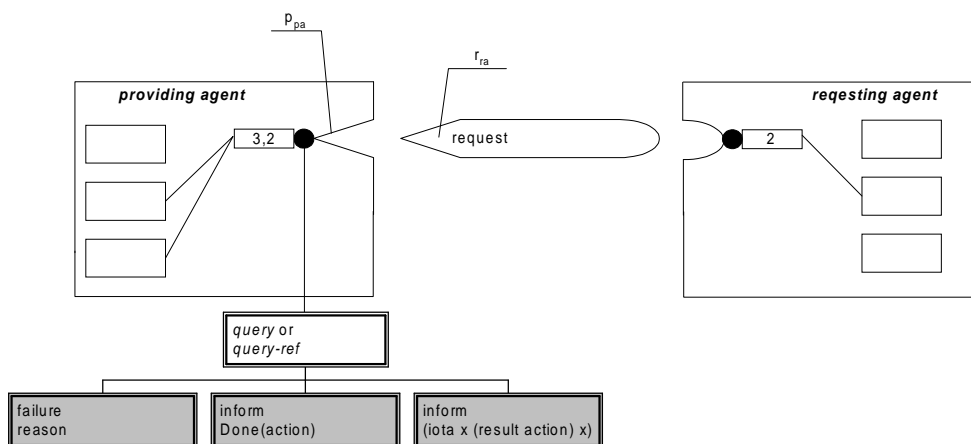 p_pa
r_ra
providing agent
reqesting agent
3,2
request
2
query or
query-ref
failure
reason
inform
Done(action)
inform
(iota x (result action) x)